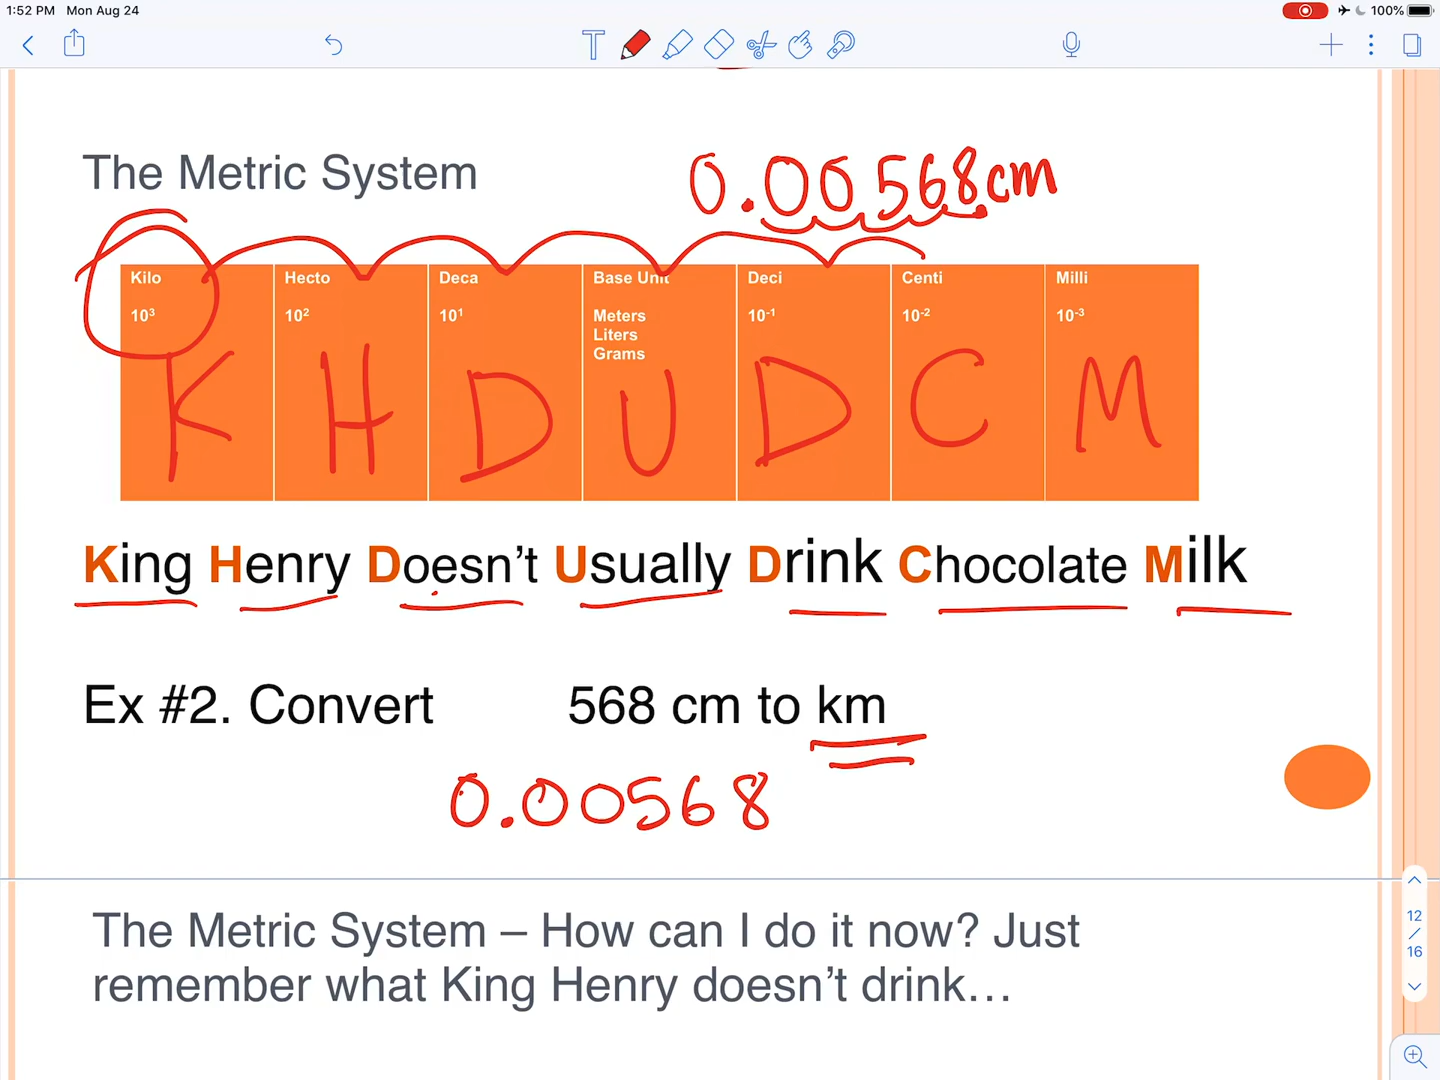 1:52 PM Mon Aug 24
100%
The Metric System
0.00568cm
Kilo Hecto Deca Base Unit Deci Centi Milli
10³ 10² 10¹ Meters 10⁻¹ 10⁻² 10⁻³
Liters
Grams
K H D U D C M
King Henry Doesn’t Usually Drink Chocolate Milk
Ex #2. Convert 568 cm to km
0.00568
The Metric System – How can I do it now? Just
remember what King Henry doesn’t drink…
12
/
16